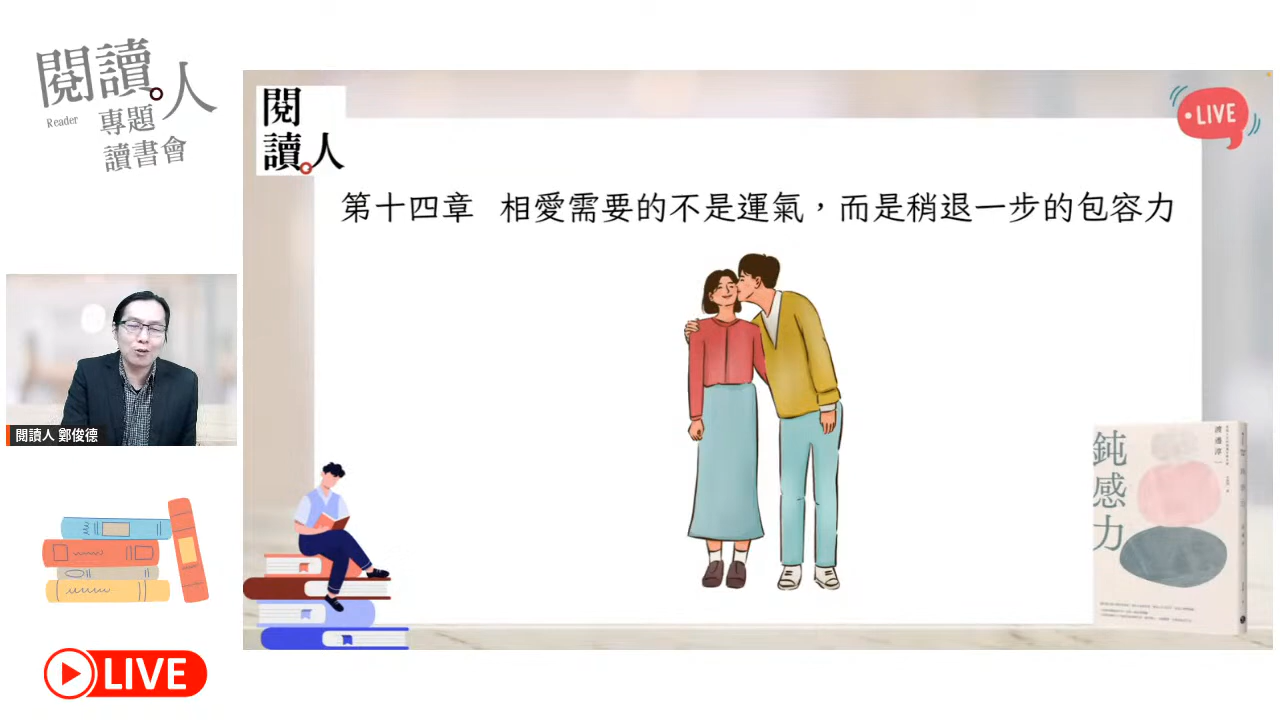 閱讀人
Reader
專題
讀書會
閱讀人 鄭俊德
LIVE
閱
讀人
LIVE
第十四章 相愛需要的不是運氣，而是稍退一步的包容力
鈍感力
渡邊淳一